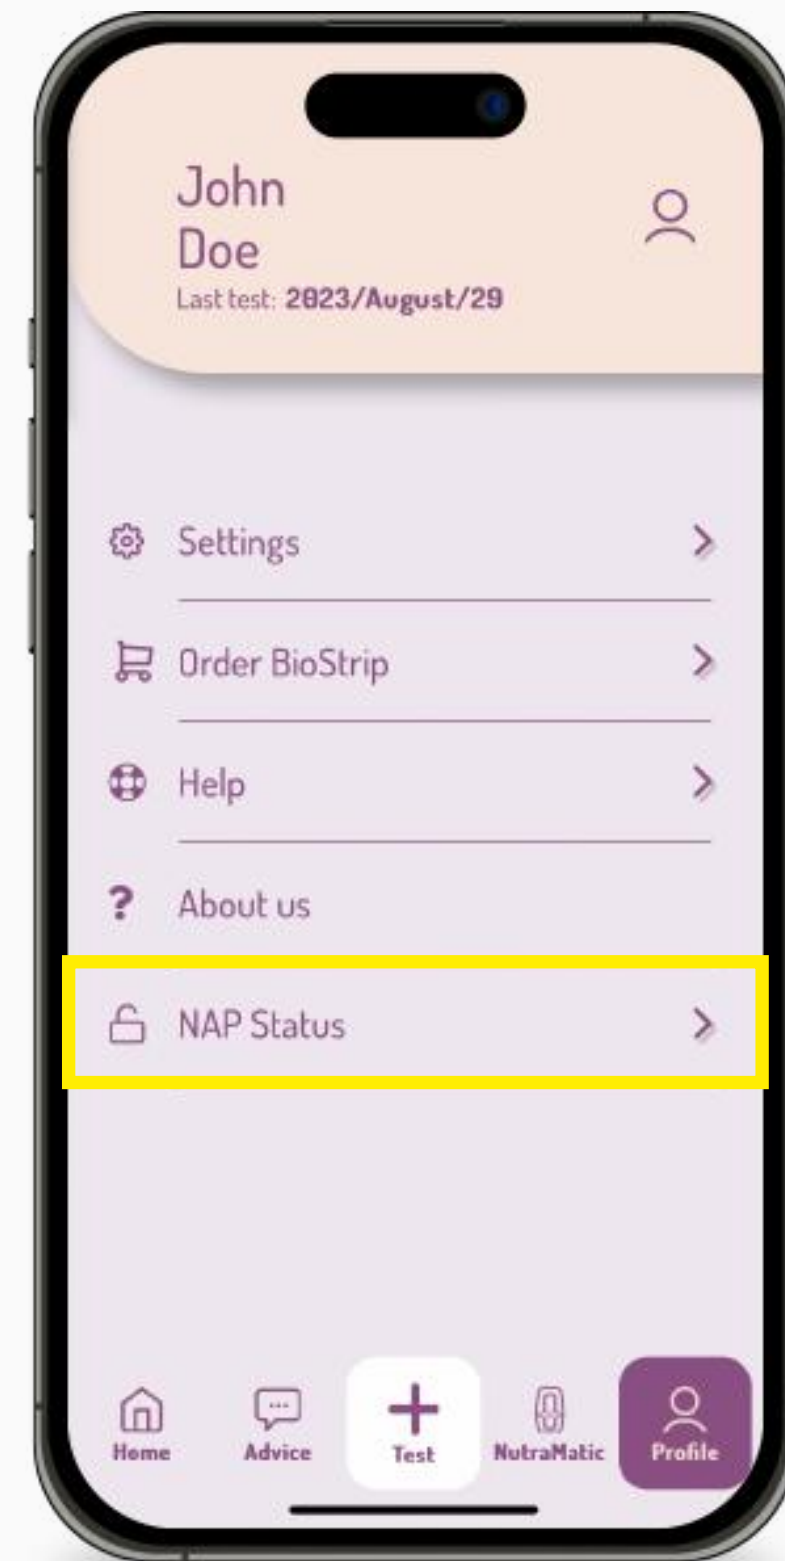 John
Doe
Last test: 2023/August/29
Settings
Order BioStrip
Help
? About us
NAP Status
Home Advice Test NutraMatic Profile